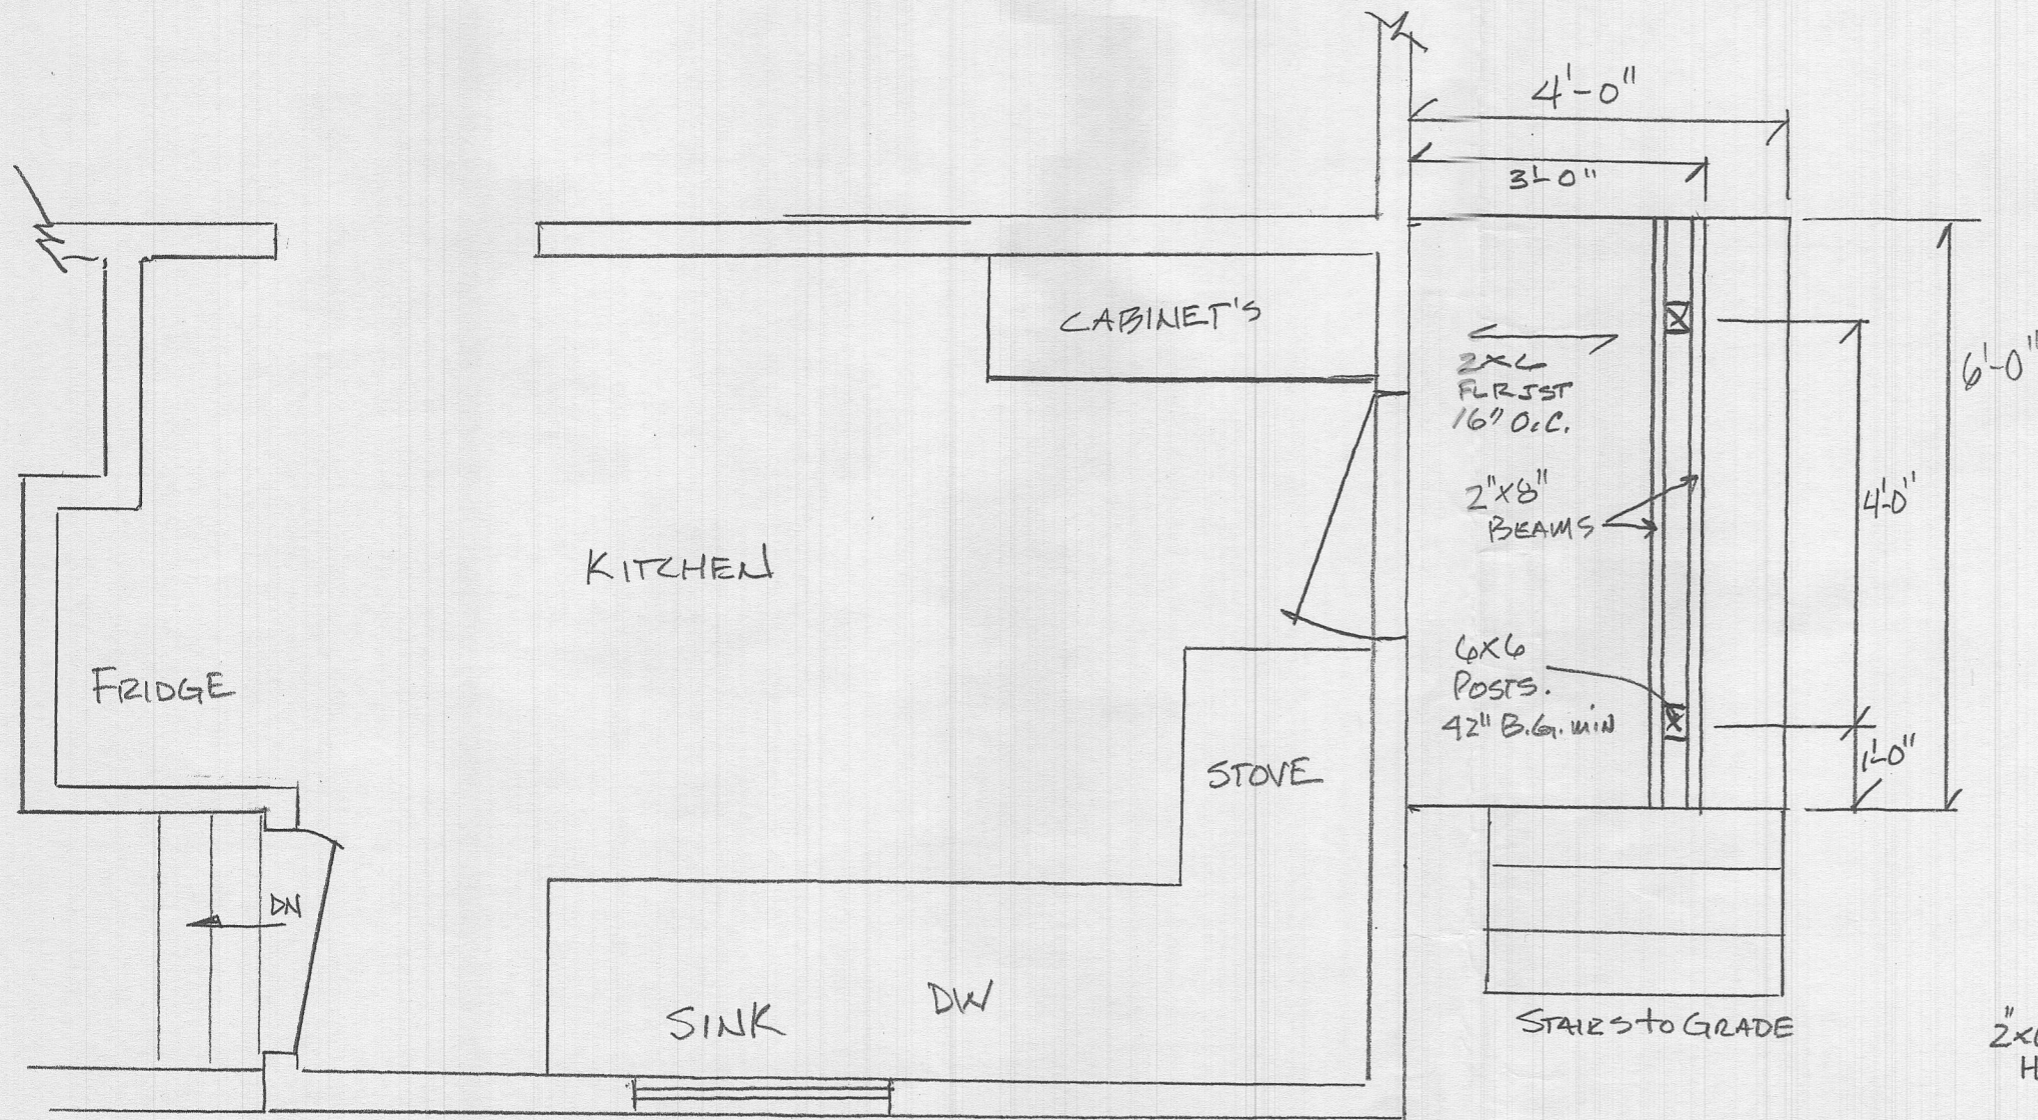 4'-0"
3'-0"
CABINET'S
2x6
FLR JST
16" O.C.
6'-0"
2"x8"
BEAMS
4'-0"
KITCHEN
FRIDGE
6x6
POSTS.
42" B.G. min
STOVE
1'-0"
DN
SINK
DW
STAIRS to GRADE